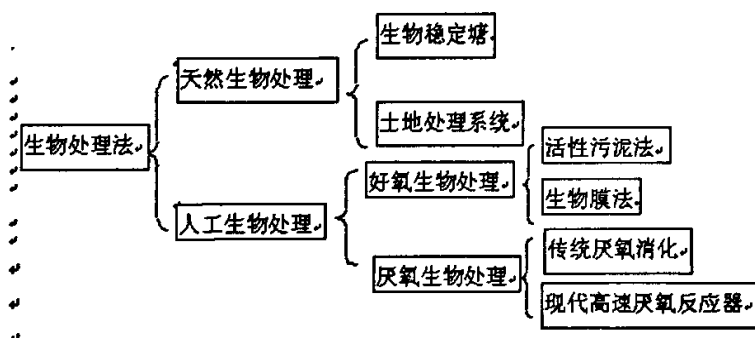 生物稳定塘
天然生物处理
土地处理系统
生物处理法
活性污泥法
好氧生物处理
生物膜法
人工生物处理
传统厌氧消化
厌氧生物处理
现代高速厌氧反应器